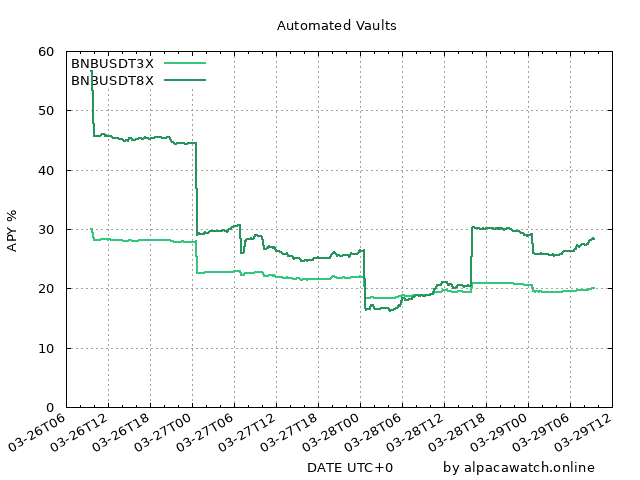 Automated Vaults
60
50
40
30
20
10
0
APY %
BNBUSDT3X
BNBUSDT8X
03-26T06
03-26T12
03-26T18
03-27T00
03-27T06
03-27T12
03-27T18
03-28T00
03-28T06
03-28T12
03-28T18
03-29T00
03-29T06
03-29T12
DATE UTC+0
by alpacawatch.online